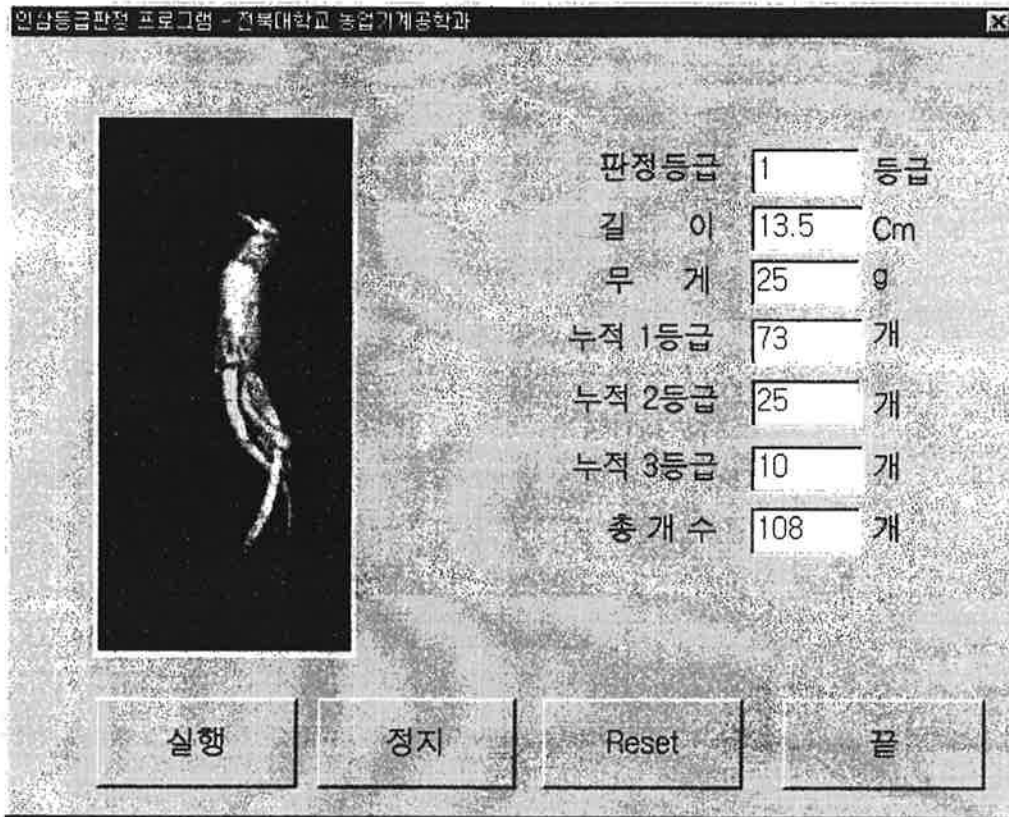 인삼등급판정 프로그램 - 전북대학교 농업기계공학과
판정등급 1 등급
길 이 13.5 Cm
무 게 25 g
누적 1등급 73 개
누적 2등급 25 개
누적 3등급 10 개
총 개 수 108 개
실행 정지 Reset 끝